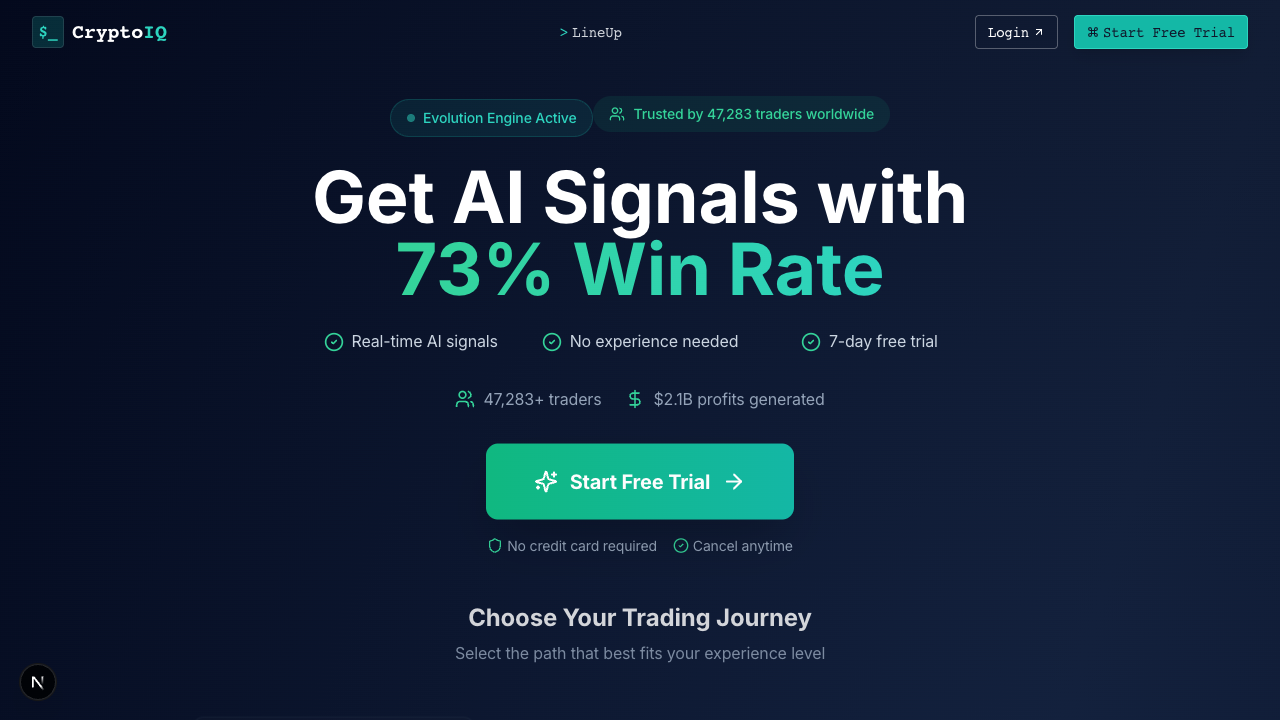 $_ CryptoIQ
> LineUp
Login
⌘ Start Free Trial
Evolution Engine Active
Trusted by 47,283 traders worldwide
Get AI Signals with
73% Win Rate
Real-time AI signals
No experience needed
7-day free trial
47,283+ traders
$2.1B profits generated
Start Free Trial
No credit card required
Cancel anytime
Choose Your Trading Journey
Select the path that best fits your experience level
N